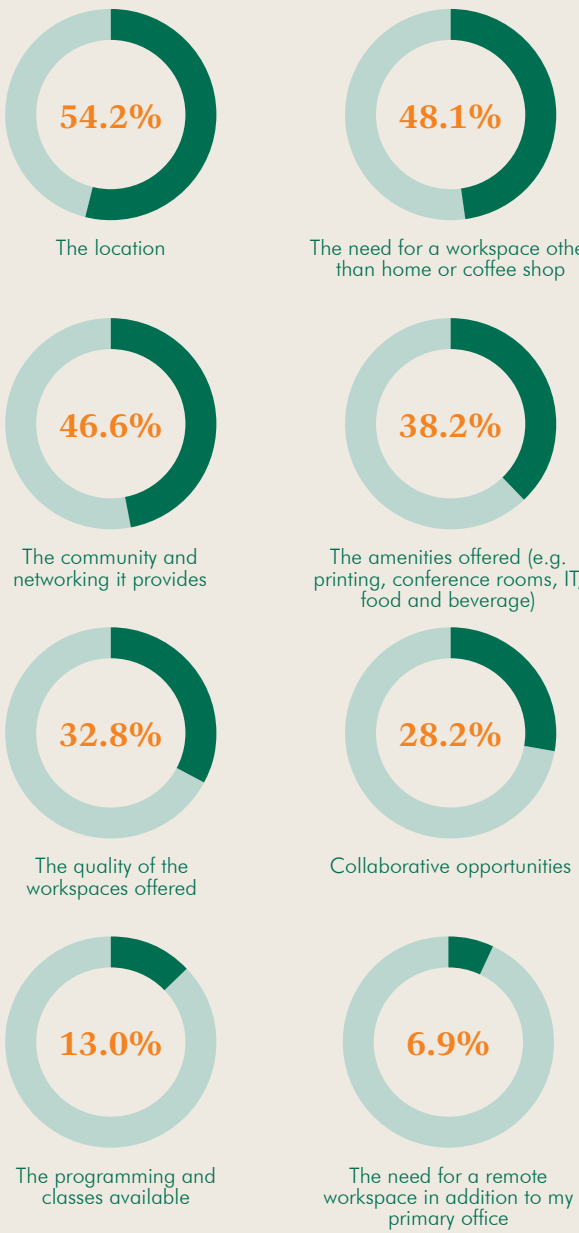 54.2%
The location
48.1%
The need for a workspace othe
than home or coffee shop
46.6%
The community and
networking it provides
38.2%
The amenities offered (e.g.
printing, conference rooms, IT,
food and beverage)
32.8%
The quality of the
workspaces offered
28.2%
Collaborative opportunities
13.0%
The programming and
classes available
6.9%
The need for a remote
workspace in addition to my
primary office